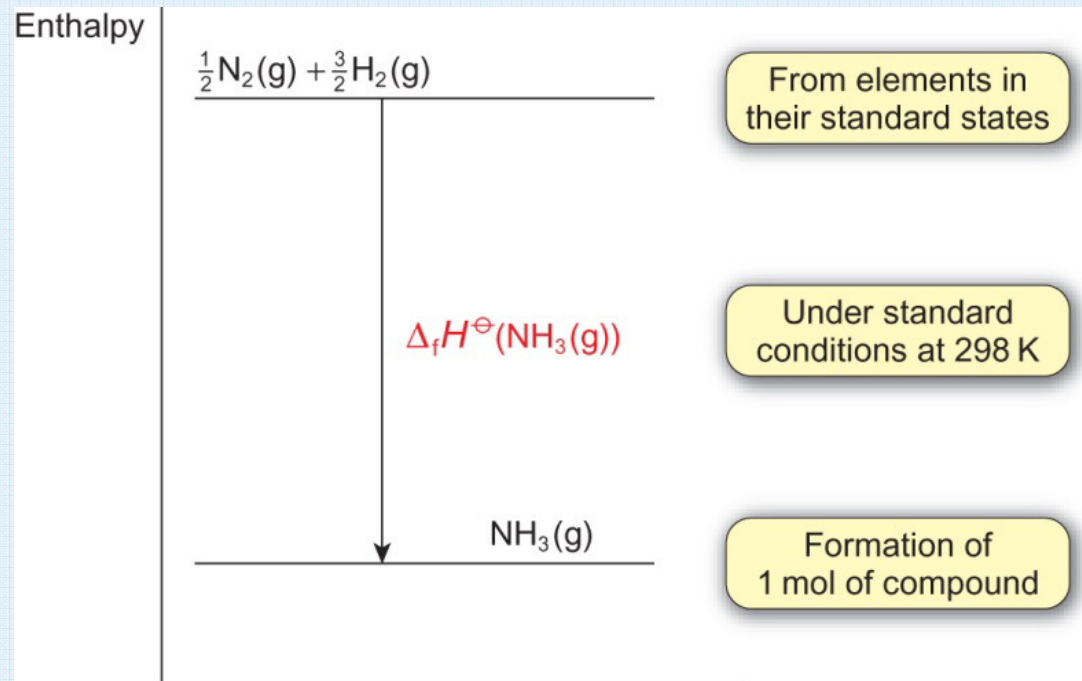 Enthalpy
½N₂(g) + ³⁄₂H₂(g)
From elements in
their standard states
Under standard
conditions at 298 K
ΔfH⊖(NH₃(g))
NH₃(g)
Formation of
1 mol of compound